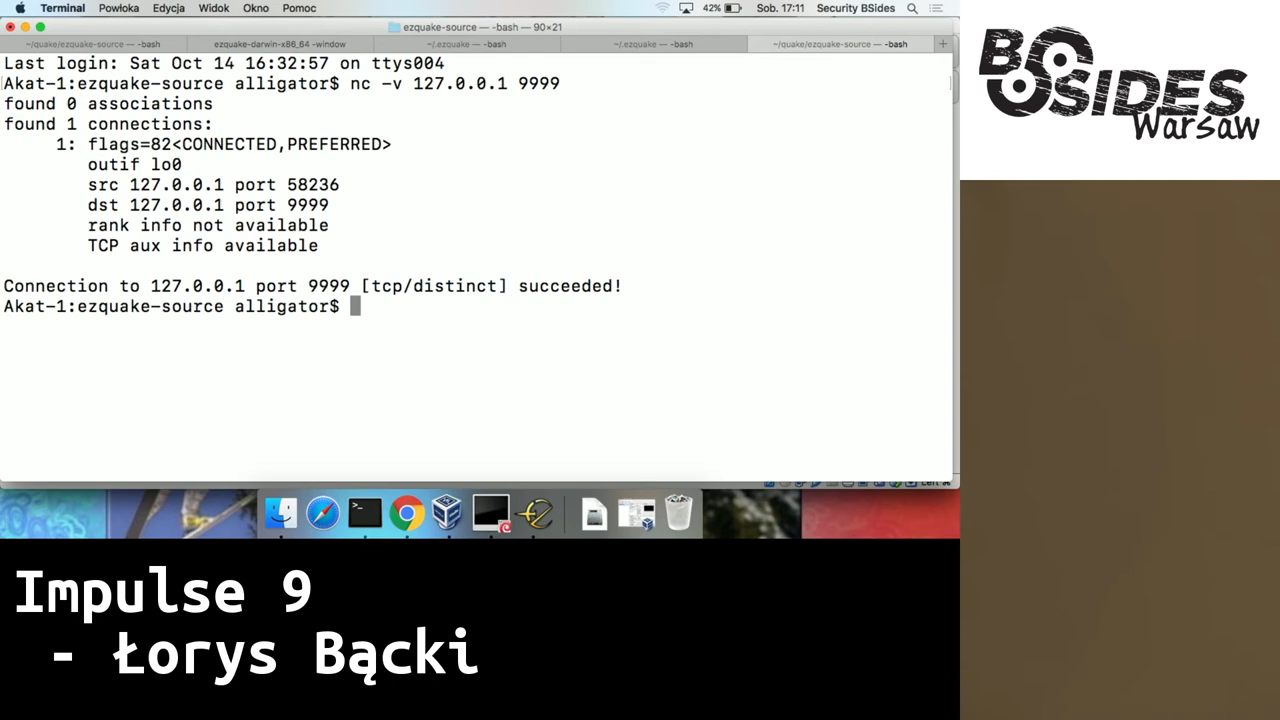 Terminal Powłoka Edycja Widok Okno Pomoc 42% Sob. 17:11 Security BSides
ezquake-source — -bash — 90×21
~/quake/ezquake-source — -bash ezquake-darwin-x86_64 -window ~/.ezquake — -bash ~/.ezquake — -bash ~/quake/ezquake-source — -bash +
Last login: Sat Oct 14 16:32:57 on ttys004
Akat-1:ezquake-source alligator$ nc -v 127.0.0.1 9999
found 0 associations
found 1 connections:
1: flags=82<CONNECTED,PREFERRED>
outif lo0
src 127.0.0.1 port 58236
dst 127.0.0.1 port 9999
rank info not available
TCP aux info available
Connection to 127.0.0.1 port 9999 [tcp/distinct] succeeded!
Akat-1:ezquake-source alligator$
Left ⌘
BSIDES
Warsaw
Impulse 9
- Łorys Bącki